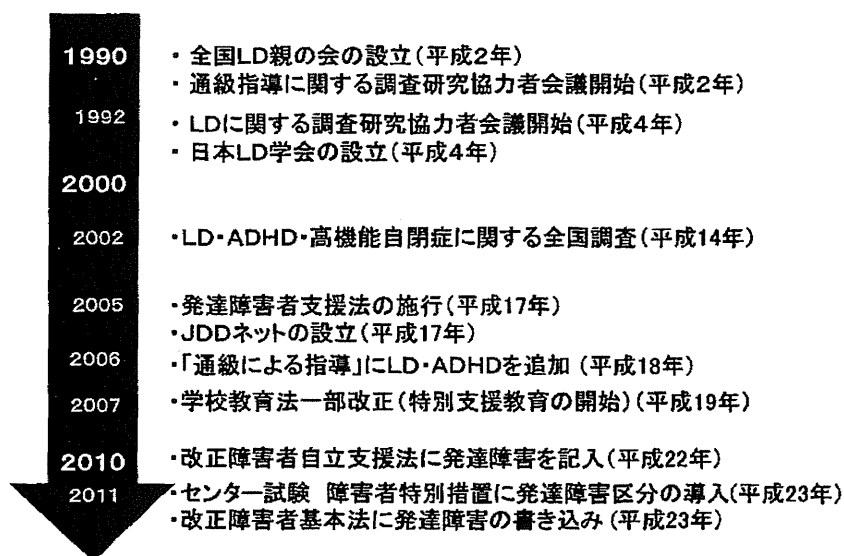 1990 ・全国LD親の会の設立(平成2年)
・通級指導に関する調査研究協力者会議開始(平成2年)
1992 ・LDに関する調査研究協力者会議開始(平成4年)
・日本LD学会の設立(平成4年)
2000
2002 ・LD・ADHD・高機能自閉症に関する全国調査(平成14年)
2005 ・発達障害者支援法の施行(平成17年)
・JDDネットの設立(平成17年)
2006 ・「通級による指導」にLD・ADHDを追加 (平成18年)
2007 ・学校教育法一部改正(特別支援教育の開始)(平成19年)
2010 ・改正障害者自立支援法に発達障害を記入(平成22年)
2011 ・センター試験 障害者特別措置に発達障害区分の導入(平成23年)
・改正障害者基本法に発達障害の書き込み(平成23年)